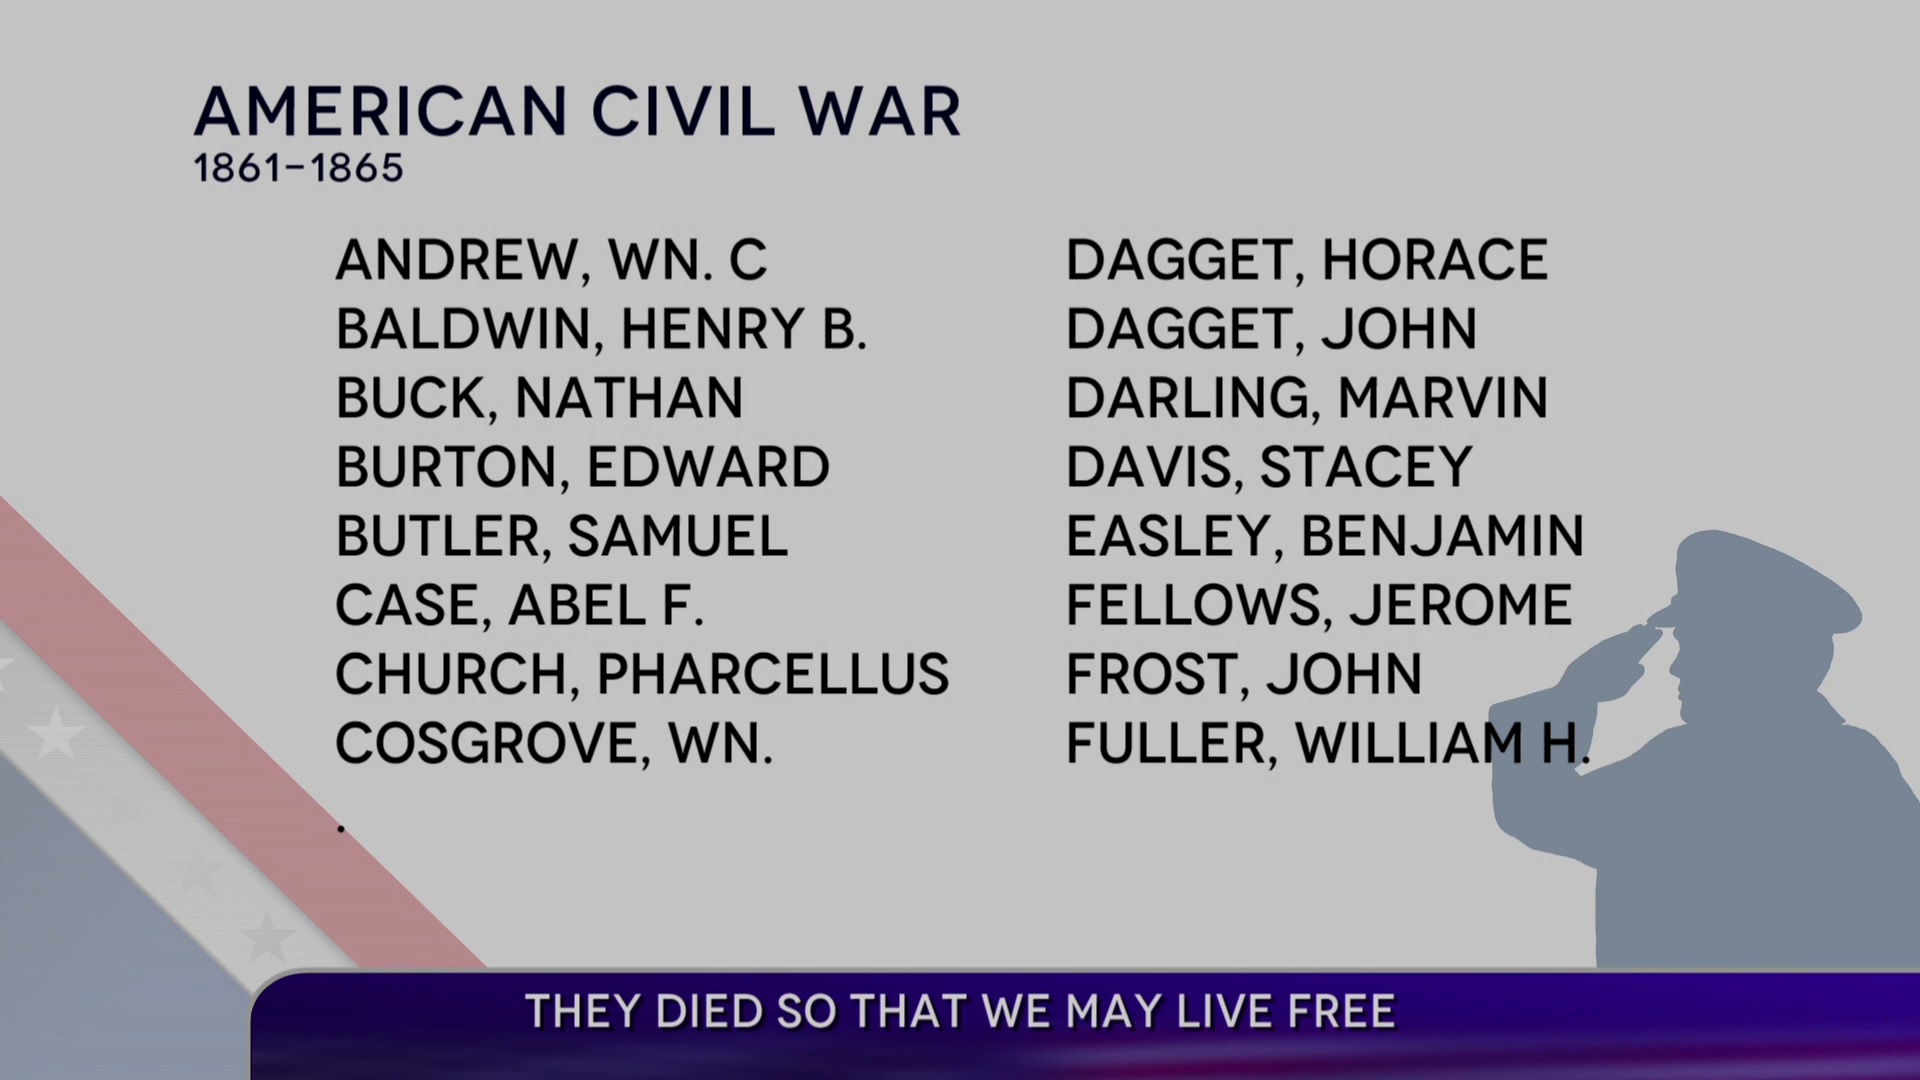 AMERICAN CIVIL WAR
1861-1865
ANDREW, WN. C
BALDWIN, HENRY B.
BUCK, NATHAN
BURTON, EDWARD
BUTLER, SAMUEL
CASE, ABEL F.
CHURCH, PHARCELLUS
COSGROVE, WN.
.
DAGGET, HORACE
DAGGET, JOHN
DARLING, MARVIN
DAVIS, STACEY
EASLEY, BENJAMIN
FELLOWS, JEROME
FROST, JOHN
FULLER, WILLIAM H.
THEY DIED SO THAT WE MAY LIVE FREE